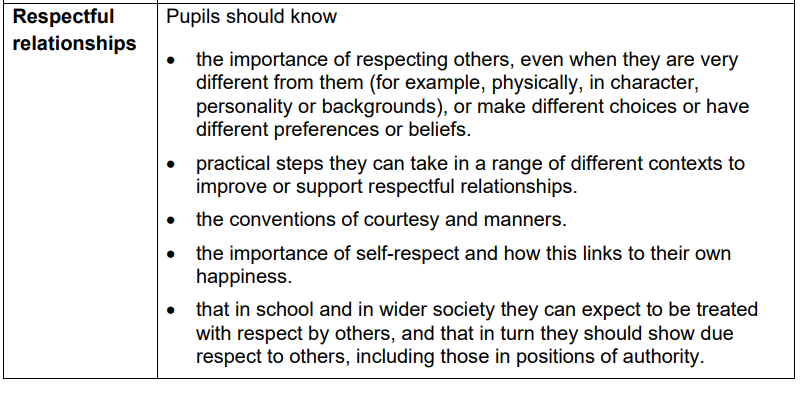 Respectful
relationships
Pupils should know
• the importance of respecting others, even when they are very
different from them (for example, physically, in character,
personality or backgrounds), or make different choices or have
different preferences or beliefs.
• practical steps they can take in a range of different contexts to
improve or support respectful relationships.
• the conventions of courtesy and manners.
• the importance of self-respect and how this links to their own
happiness.
• that in school and in wider society they can expect to be treated
with respect by others, and that in turn they should show due
respect to others, including those in positions of authority.